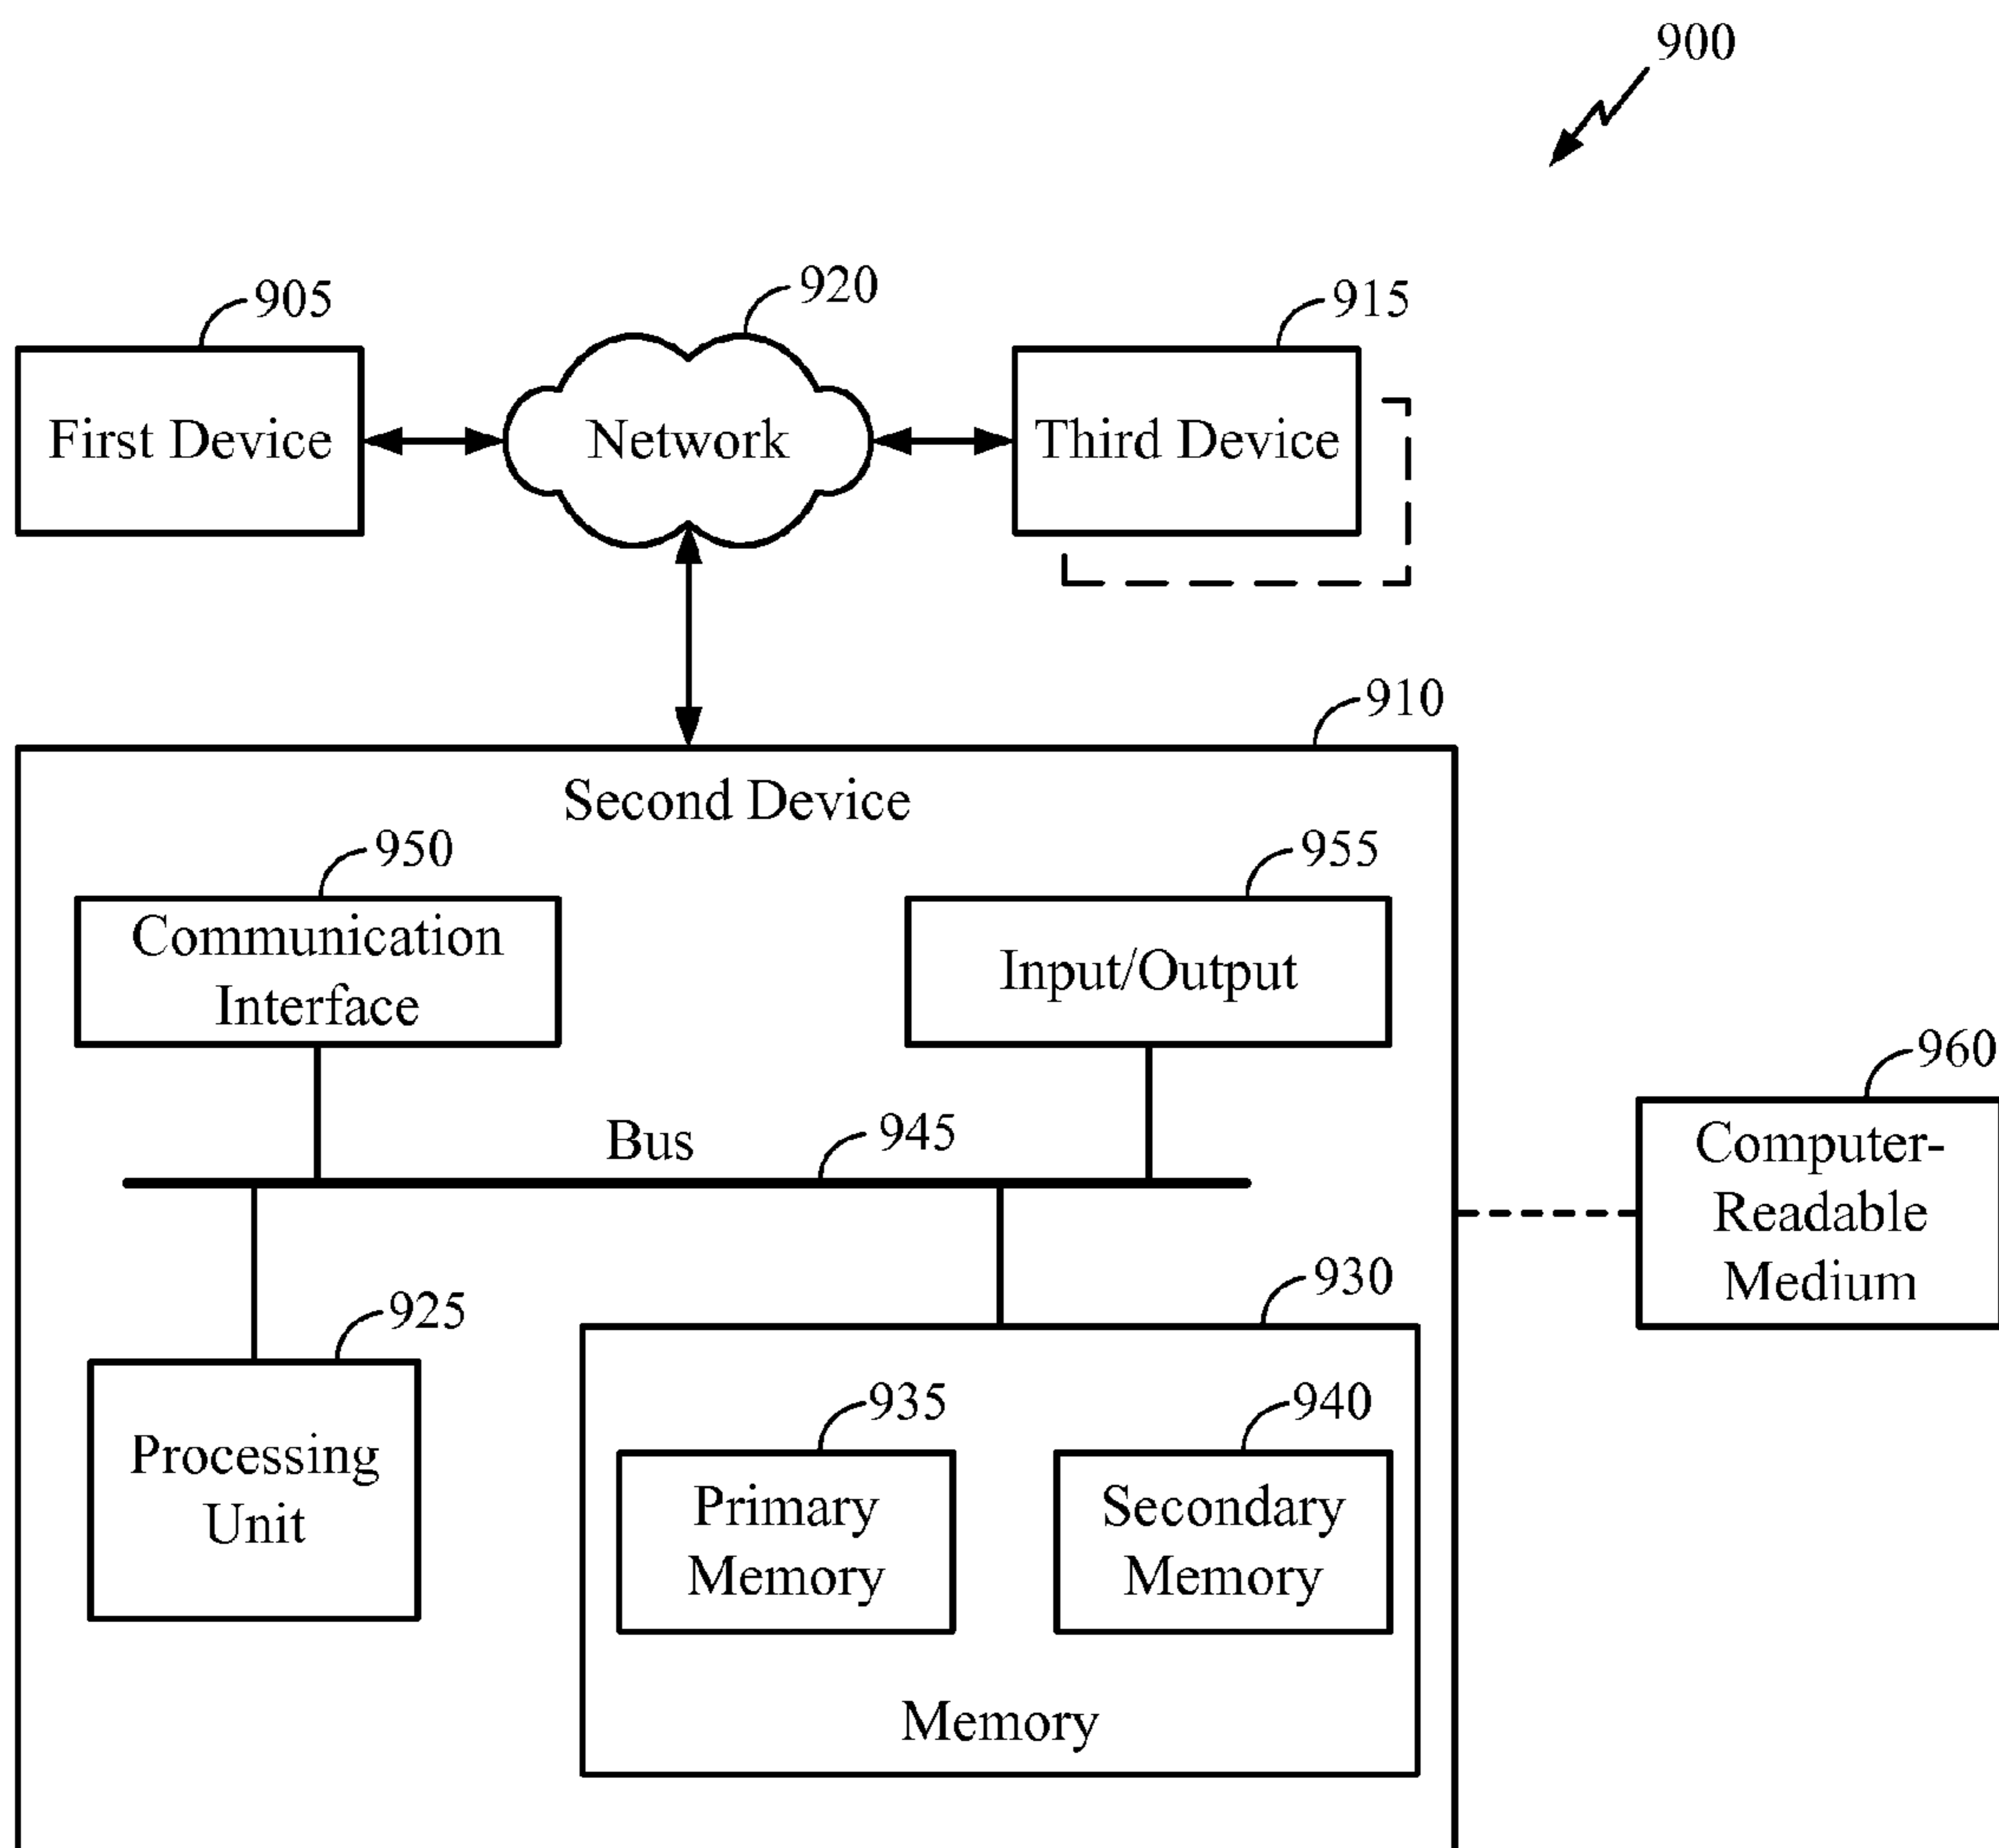 900
905
920
915
First Device
Network
Third Device
910
Second Device
950
955
Communication
Interface
Input/Output
960
Computer-
Readable
Medium
Bus
945
930
925
Processing
Unit
935
940
Primary
Memory
Secondary
Memory
Memory